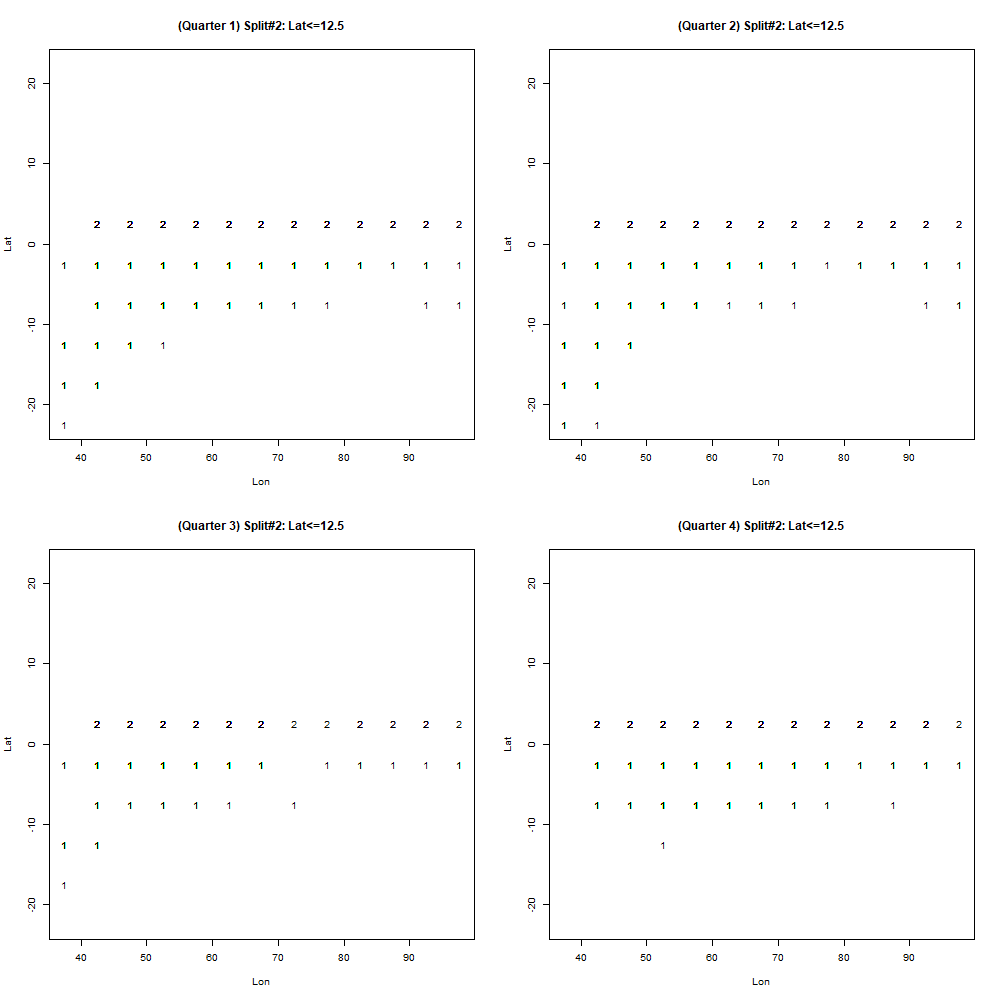 (Quarter 1) Split#2: Lat<=12.5
20
10
2 2 2 2 2 2 2 2 2 2 2 2
0
1 1 1 1 1 1 1 1 1 1 1 1 1
1 1 1 1 1 1 1 1 1 1
-10
1 1 1 1
1 1
-20
1
40 50 60 70 80 90
Lon
Lat
(Quarter 2) Split#2: Lat<=12.5
20
10
2 2 2 2 2 2 2 2 2 2 2 2
0
1 1 1 1 1 1 1 1 1 1 1 1 1
1 1 1 1 1 1 1 1 1 1
-10
1 1 1
1 1
-20
1 1
40 50 60 70 80 90
Lon
Lat
(Quarter 3) Split#2: Lat<=12.5
20
10
2 2 2 2 2 2 2 2 2 2 2 2
0
1 1 1 1 1 1 1 1 1 1 1 1
1 1 1 1 1 1
-10
1 1
1
-20
40 50 60 70 80 90
Lon
Lat
(Quarter 4) Split#2: Lat<=12.5
20
10
2 2 2 2 2 2 2 2 2 2 2 2
0
1 1 1 1 1 1 1 1 1 1 1 1
1 1 1 1 1 1 1 1 1
-10
1
-20
40 50 60 70 80 90
Lon
Lat